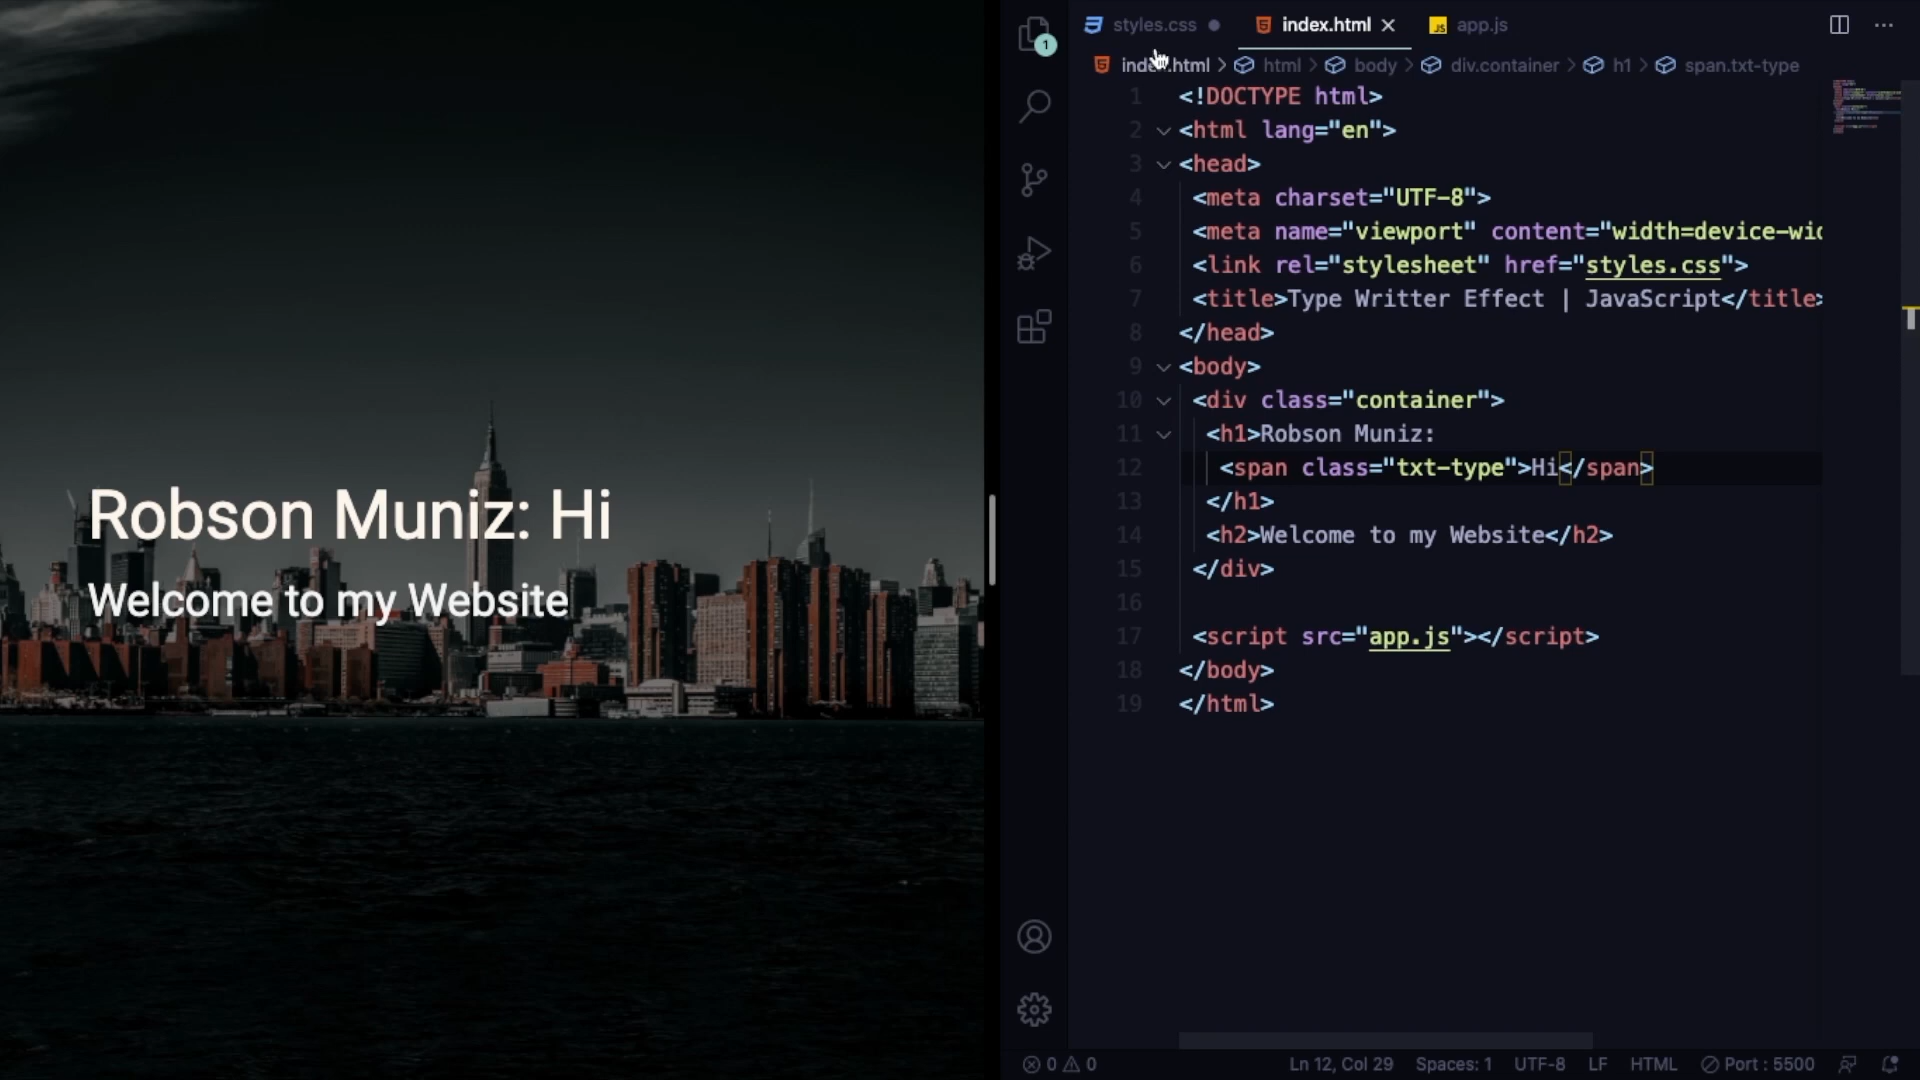 Robson Muniz: Hi
Welcome to my Website
1
styles.css
index.html
app.js
index.html > html > body > div.container > h1 > span.txt-type
1 <!DOCTYPE html>
2 <html lang="en">
3 <head>
4 <meta charset="UTF-8">
5 <meta name="viewport" content="width=device-wid
6 <link rel="stylesheet" href="styles.css">
7 <title>Type Writter Effect | JavaScript</title>
8 </head>
9 <body>
10 <div class="container">
11 <h1>Robson Muniz:
12 <span class="txt-type">Hi</span>
13 </h1>
14 <h2>Welcome to my Website</h2>
15 </div>
16
17 <script src="app.js"></script>
18 </body>
19 </html>
0 0 Ln 12, Col 29 Spaces: 1 UTF-8 LF HTML Port : 5500